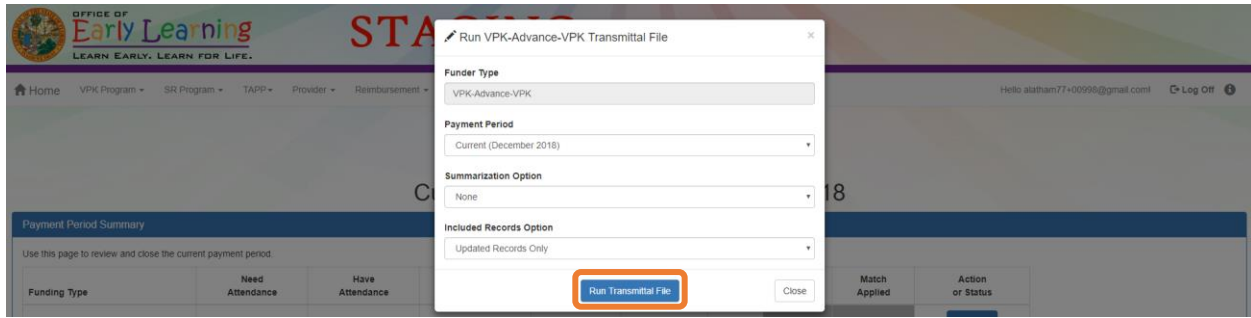 OFFICE OF
Early Learning
LEARN EARLY. LEARN FOR LIFE.
STA
Run VPK-Advance-VPK Transmittal File ×
Home VPK Program SR Program TAPP Provider Reimbursement
Hello alatham77+00998@gmail.com! Log Off
Funder Type
VPK-Advance-VPK
Payment Period
Current (December 2018)
Summarization Option
None
Included Records Option
Updated Records Only
Run Transmittal File Close
18
Payment Period Summary
Use this page to review and close the current payment period.
Funding Type
Need Attendance
Have Attendance
Match Applied
Action or Status